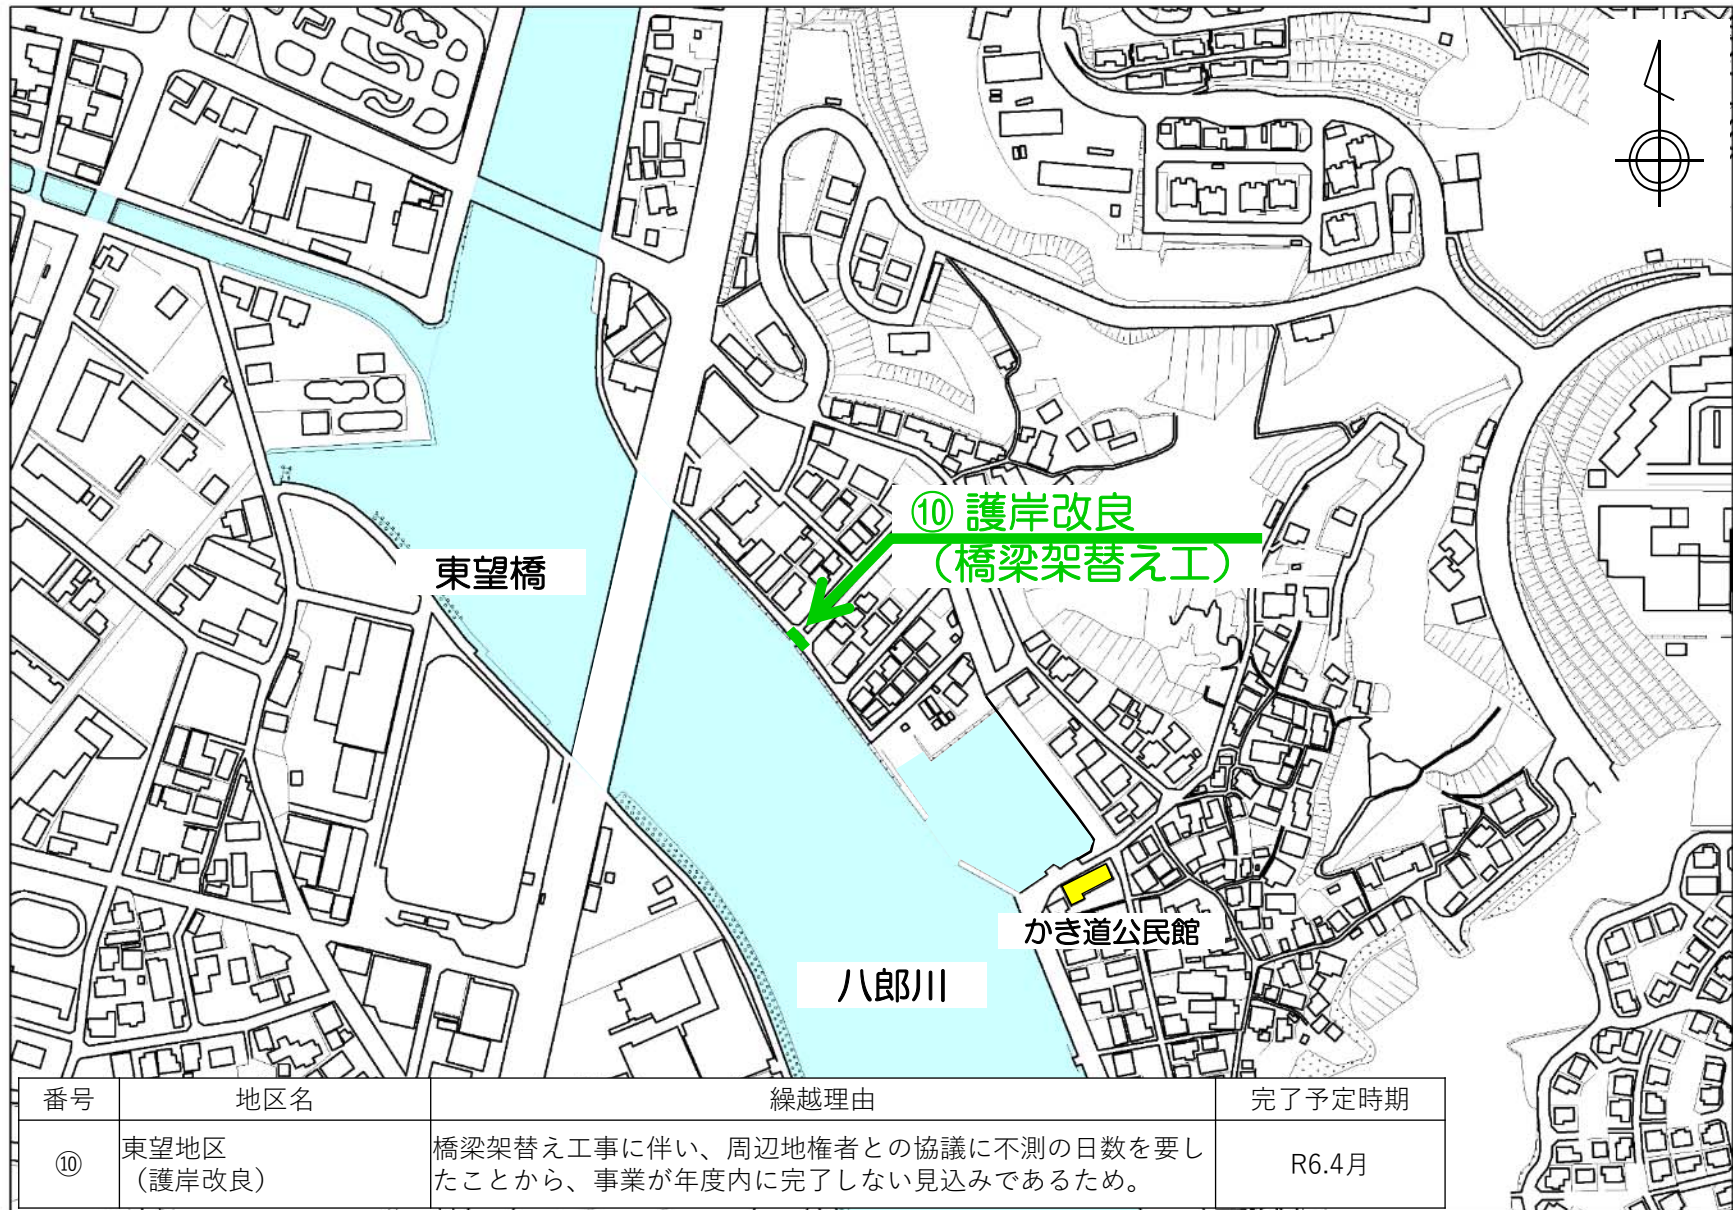 ⑩ 護岸改良
（橋梁架替え工）
東望橋
かき道公民館
八郎川
番号 地区名 繰越理由 完了予定時期
⑩ 東望地区
（護岸改良） 橋梁架替え工事に伴い、周辺地権者との協議に不測の日数を要し
たことから、事業が年度内に完了しない見込みであるため。 R6.4月